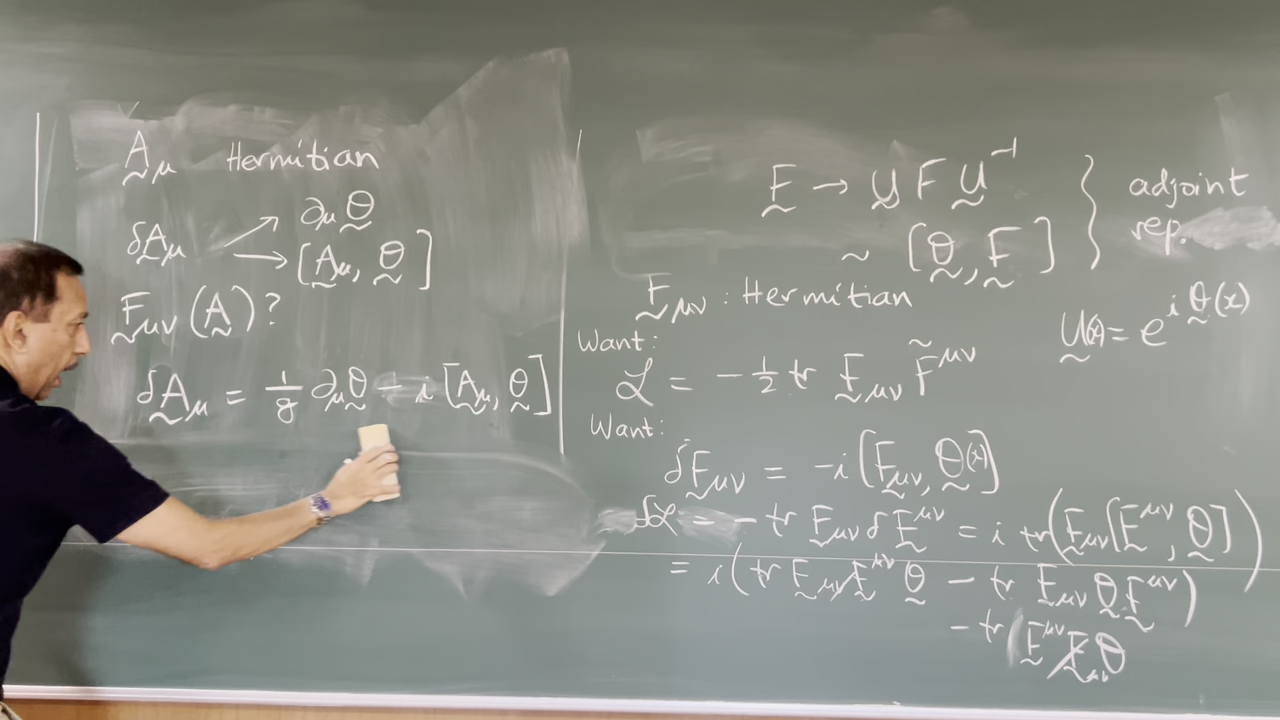 A_μ Hermitian
δA_μ → ∂_μ θ
→ [A_μ, θ]
F_μν (A)?
δA_μ = 1/g ∂_μ θ - i [A_μ, θ]
F → U F U^-1 } adjoint rep.
~ [θ, F]
F_μν : Hermitian
U(x) = e^{iθ(x)}
Want:
ℒ = - 1/2 tr F_μν F^μν
Want:
δF_μν = -i [F_μν, θ(x)]
δℒ = - tr F_μν δF^μν = i tr(F_μν [F^μν, θ])
= i (tr F_μν F^μν θ - tr F_μν θ F^μν)
- tr (F^μν F_μν θ